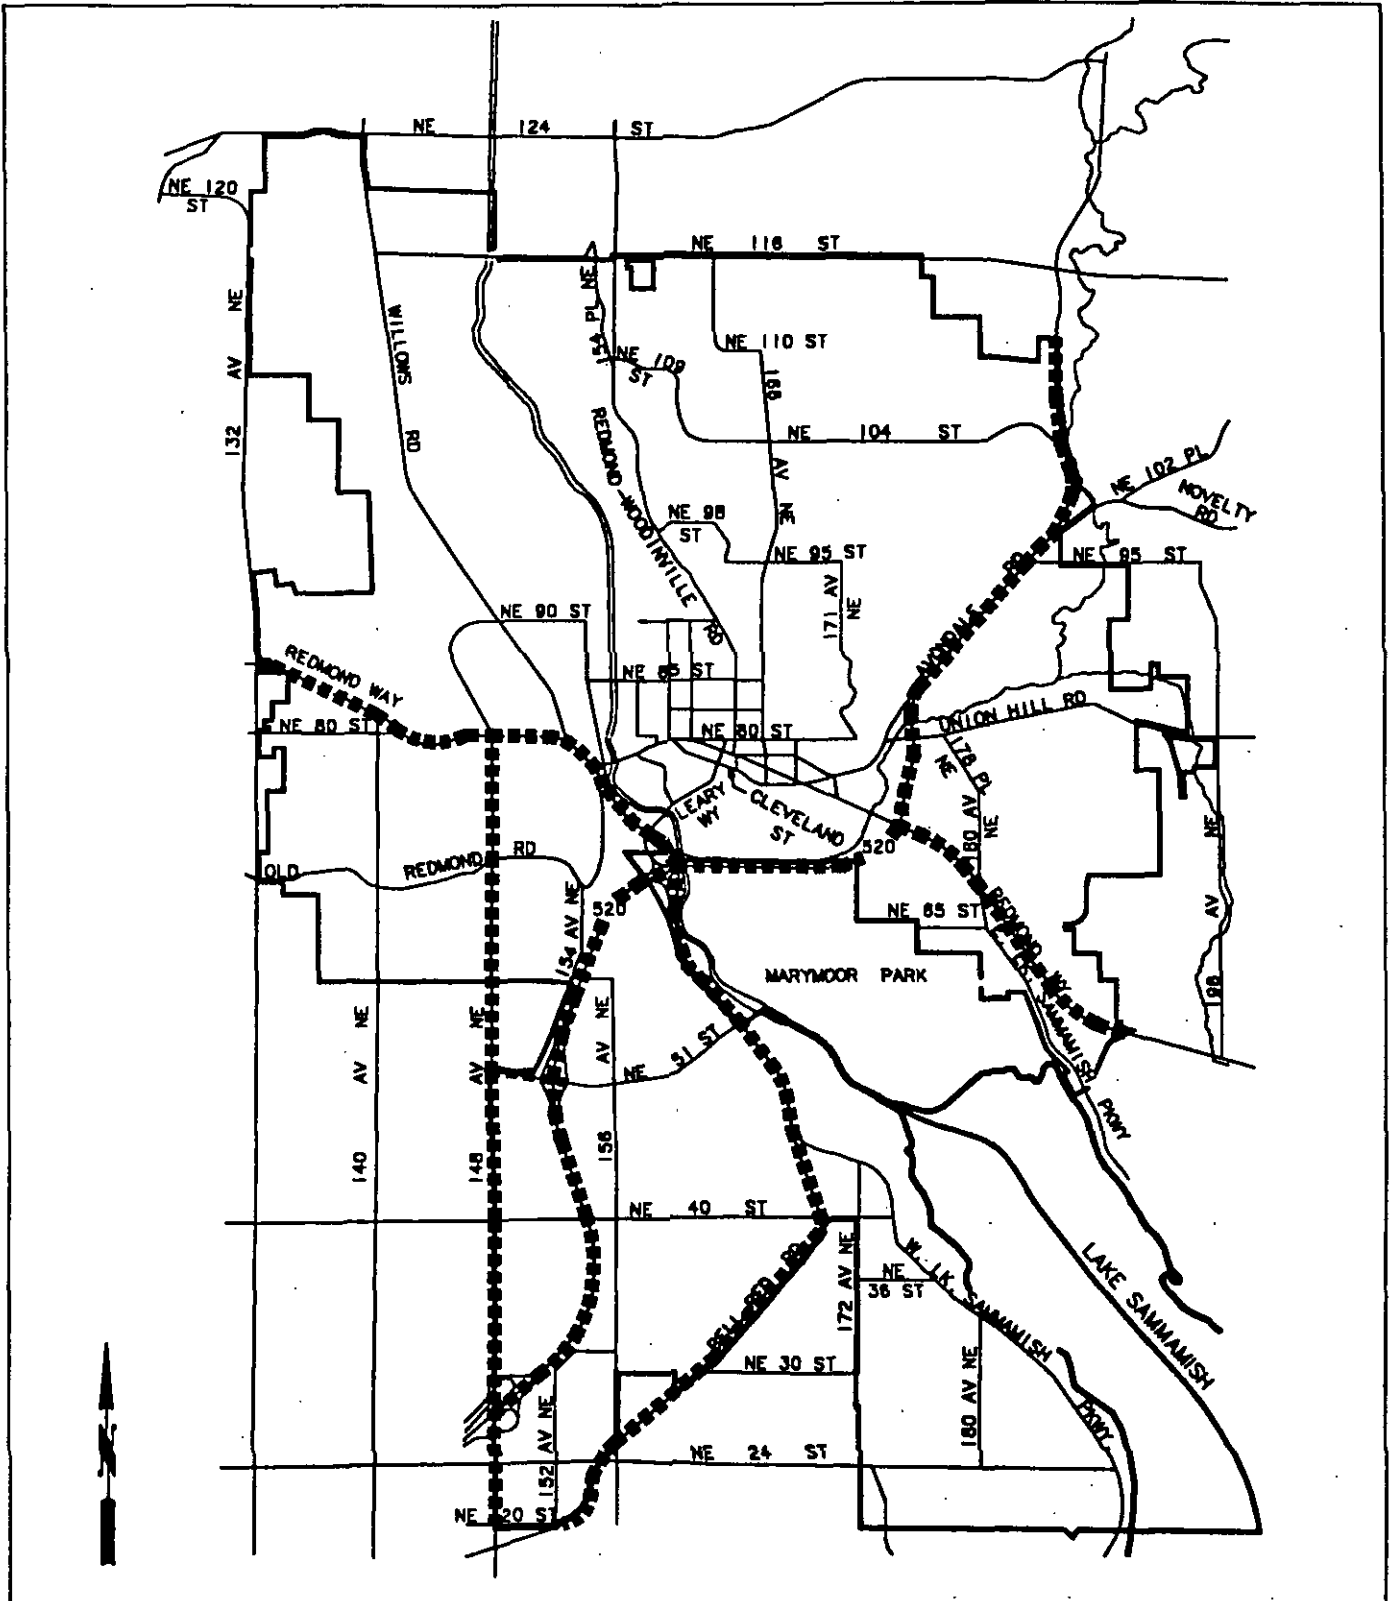 NE 124 ST
NE 120
ST
NE 116 ST
132 AV NE
WILLOWS RD
154 PL NE
NE 109
ST
NE 110 ST
166 AV NE
NE 104 ST
REDMOND-WOODINVILLE RD
NE 98
ST
NE 95 ST
171 AV
NE
NE 102 PL
NOVELTY
RD
NE 95 ST
AVONDALE RD
NE 90 ST
NE 85 ST
REDMOND WAY
NE 80 ST
NE 80 ST
UNION HILL RD
178 PL
NE
180 AV
NE
LEARY
WY
CLEVELAND
ST
520
OLD REDMOND RD
154 AV NE
520
NE 65 ST
REDMOND WY
MARYMOOR PARK
E. LK. SAMMAMISH PKWY
196 AV NE
NE 51 ST
140 AV NE
148 AV NE
156 AV NE
NE 40 ST
172 AV NE
NE
36 ST
W. LK. SAMMAMISH PKWY
LAKE SAMMAMISH
BELL RED RD
NE 30 ST
180 AV NE
152 AV NE
NE 24 ST
NE 20 ST
N